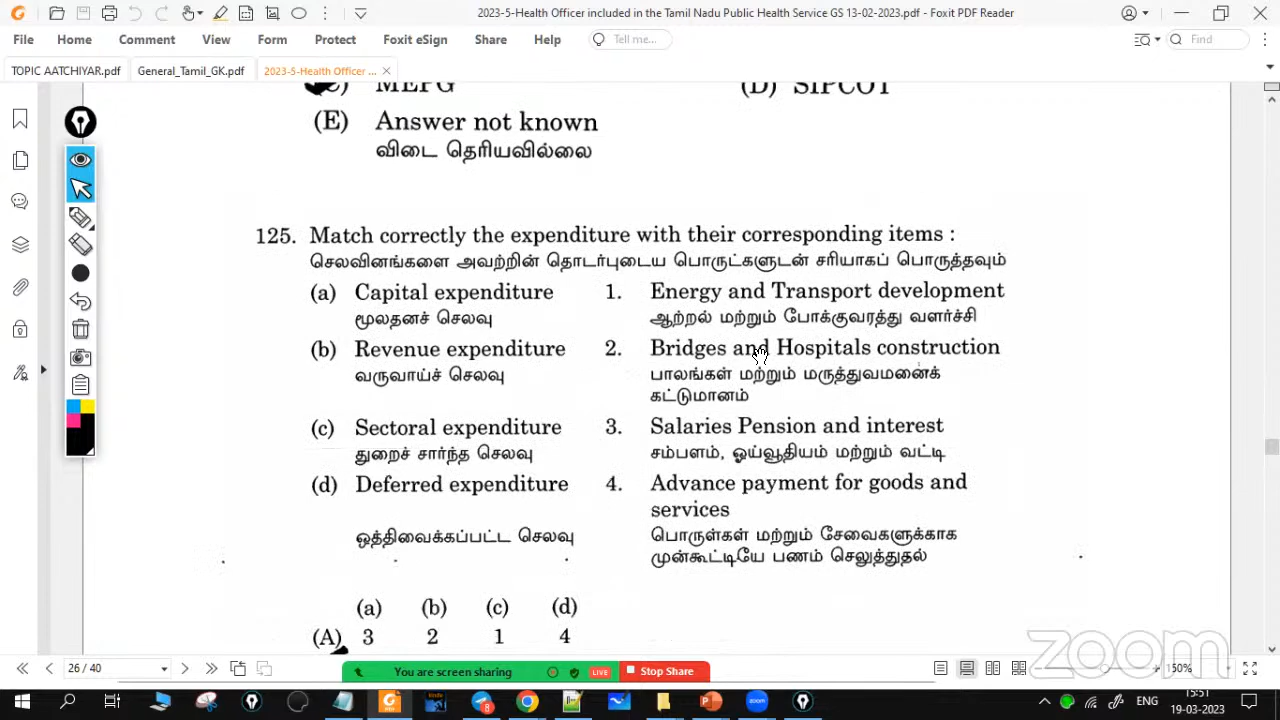 2023-5-Health Officer included in the Tamil Nadu Public Health Service GS 13-02-2023.pdf - Foxit PDF Reader
File Home Comment View Form Protect Foxit eSign Share Help Tell me... Find
TOPIC AATCHIYAR.pdf General_Tamil_GK.pdf 2023-5-Health Officer ...
MEPG (D) SIPCOT
(E) Answer not known
விடை தெரியவில்லை
125. Match correctly the expenditure with their corresponding items :
செலவினங்களை அவற்றின் தொடர்புடைய பொருட்களுடன் சரியாகப் பொருத்தவும்
(a) Capital expenditure 1. Energy and Transport development
மூலதனச் செலவு ஆற்றல் மற்றும் போக்குவரத்து வளர்ச்சி
(b) Revenue expenditure 2. Bridges and Hospitals construction
வருவாய்ச் செலவு பாலங்கள் மற்றும் மருத்துவமனைக்
கட்டுமானம்
(c) Sectoral expenditure 3. Salaries Pension and interest
துறைச் சார்ந்த செலவு சம்பளம், ஓய்வூதியம் மற்றும் வட்டி
(d) Deferred expenditure 4. Advance payment for goods and
services
ஒத்திவைக்கப்பட்ட செலவு பொருள்கள் மற்றும் சேவைகளுக்காக
முன்கூட்டியே பணம் செலுத்துதல்
(a) (b) (c) (d)
(A) 3 2 1 4
zoom
26 / 40 You are screen sharing LIVE Stop Share 150%
ENG 15:51
19-03-2023